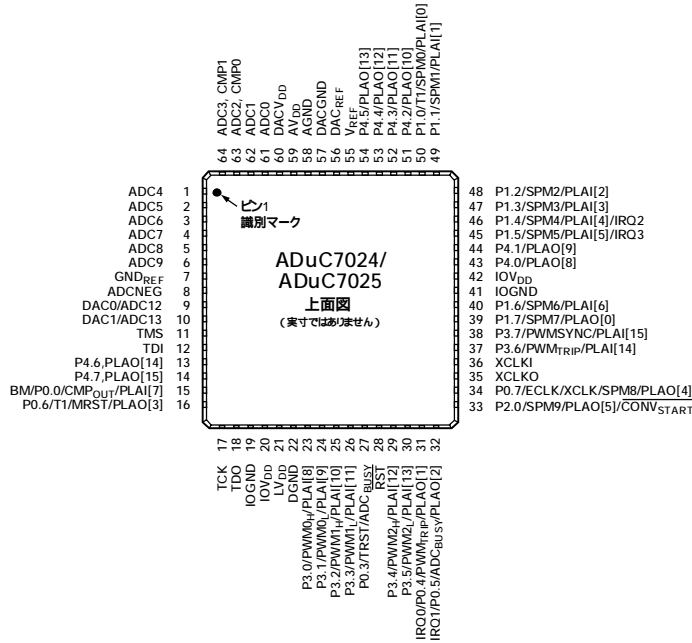 64 ADC3, CMP1
63 ADC2, CMP0
62 ADC1
61 ADC0
60 DACVDD
59 AVDD
58 AGND
57 DACGND
56 DACREF
55 VREF
54 P4.5/PLAO[13]
53 P4.4/PLAO[12]
52 P4.3/PLAO[11]
51 P4.2/PLAO[10]
50 P1.0/T1/SPM0/PLAI[0]
49 P1.1/SPM1/PLAI[1]
ADC4 1
ADC5 2
ADC6 3
ADC7 4
ADC8 5
ADC9 6
GNDREF 7
ADCNEG 8
DAC0/ADC12 9
DAC1/ADC13 10
TMS 11
TDI 12
P4.6,PLAO[14] 13
P4.7,PLAO[15] 14
BM/P0.0/CMPOUT/PLAI[7] 15
P0.6/T1/MRST/PLAO[3] 16
ピン1
識別マーク
ADuC7024/
ADuC7025
上面図
(実寸ではありません)
48 P1.2/SPM2/PLAI[2]
47 P1.3/SPM3/PLAI[3]
46 P1.4/SPM4/PLAI[4]/IRQ2
45 P1.5/SPM5/PLAI[5]/IRQ3
44 P4.1/PLAO[9]
43 P4.0/PLAO[8]
42 IOVDD
41 IOGND
40 P1.6/SPM6/PLAI[6]
39 P1.7/SPM7/PLAO[0]
38 P3.7/PWMSYNC/PLAI[15]
37 P3.6/PWMTRIP/PLAI[14]
36 XCLKI
35 XCLKO
34 P0.7/ECLK/XCLK/SPM8/PLAO[4]
33 P2.0/SPM9/PLAO[5]/CONVSTART
TCK 17
TDO 18
IOGND 19
IOVDD 20
LVDD 21
DGND 22
P3.0/PWM0H/PLAI[8] 23
P3.1/PWM0L/PLAI[9] 24
P3.2/PWM1H/PLAI[10] 25
P3.3/PWM1L/PLAI[11] 26
P0.3/TRST/ADCBUSY 27
RST 28
P3.4/PWM2H/PLAI[12] 29
P3.5/PWM2L/PLAI[13] 30
IRQ0/P0.4/PWMTRIP/PLAO[1] 31
IRQ1/P0.5/ADCBUSY/PLAO[2] 32